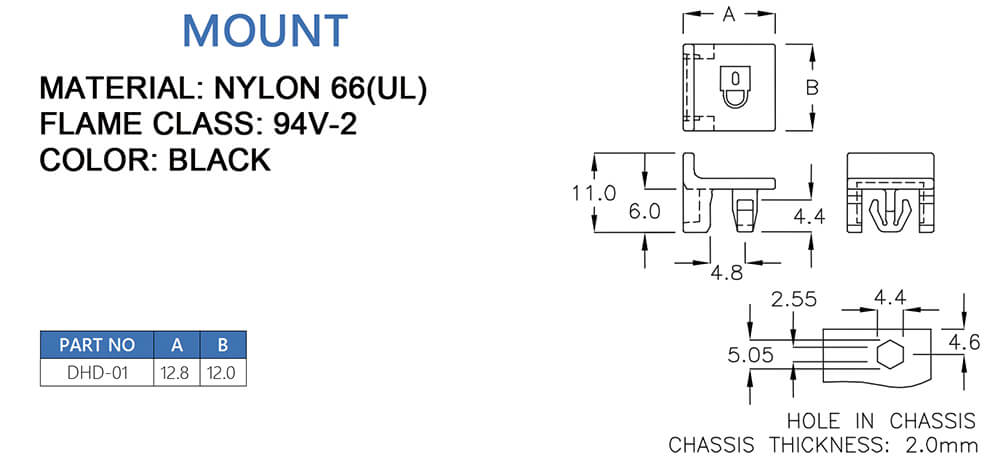 MOUNT
MATERIAL: NYLON 66(UL)
FLAME CLASS: 94V-2
COLOR: BLACK
PART NO A B
DHD-01 12.8 12.0
A
B
11.0
6.0
4.4
4.8
2.55
4.4
5.05
4.6
HOLE IN CHASSIS
CHASSIS THICKNESS: 2.0mm